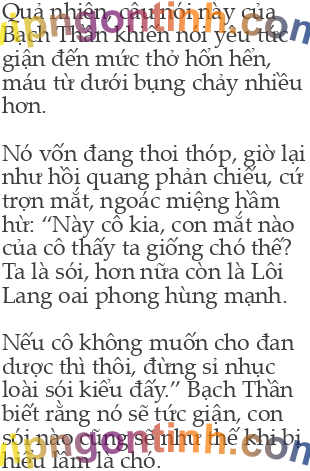 Quả nhiên, câu nói này của
Bạch Thần khiến nổi yêu tức
giận đến mức thở hổn hển,
máu từ dưới bụng chảy nhiều
hơn.
Nó vốn đang thoi thóp, giờ lại
như hồi quang phản chiếu, cứ
trợn mắt, ngoác miệng hầm
hừ: “Này cô kia, con mắt nào
của cô thấy ta giống chó thế?
Ta là sói, hơn nữa còn là Lôi
Lang oai phong hùng mạnh.
Nếu cô không muốn cho đan
dược thì thôi, đừng sỉ nhục
loài sói kiểu đấy.” Bạch Thần
biết rằng nó sẽ tức giận, con
sói nào cũng sẽ như thế khi bị
hiểu lầm là chó.